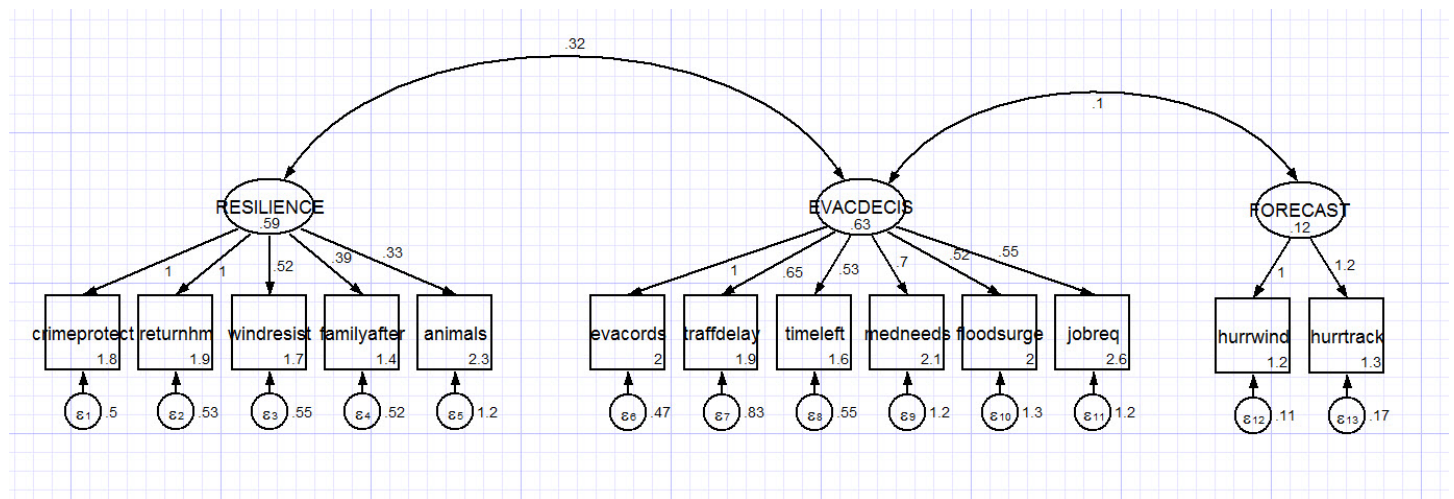 .32
.1
RESILIENCE
.59
EVACDECIS
.63
FORECAST
.12
1
1
.52
.39
.33
1
.65
.53
.7
.52
.55
1
1.2
crimeprotect
1.8
returnhm
1.9
windresist
1.7
familyafter
1.4
animals
2.3
evacords
2
traffdelay
1.9
timeleft
1.6
medneeds
2.1
floodsurge
2
jobreq
2.6
hurrwind
1.2
hurrtrack
1.3
ε1 .5
ε2 .53
ε3 .55
ε4 .52
ε5 1.2
ε6 .47
ε7 .83
ε8 .55
ε9 1.2
ε10 1.3
ε11 1.2
ε12 .11
ε13 .17